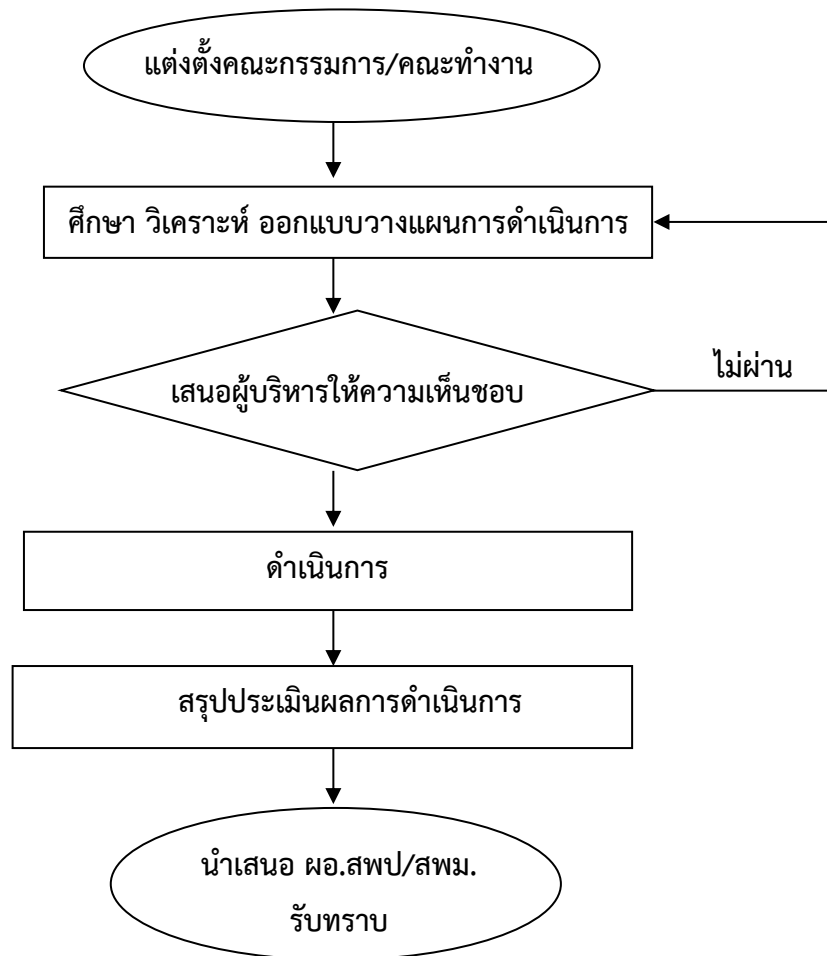 แต่งตั้งคณะกรรมการ/คณะทำงาน
ศึกษา วิเคราะห์ ออกแบบวางแผนการดำเนินการ
เสนอผู้บริหารให้ความเห็นชอบ
ไม่ผ่าน
ดำเนินการ
สรุปประเมินผลการดำเนินการ
นำเสนอ ผอ.สพป/สพม.
รับทราบ